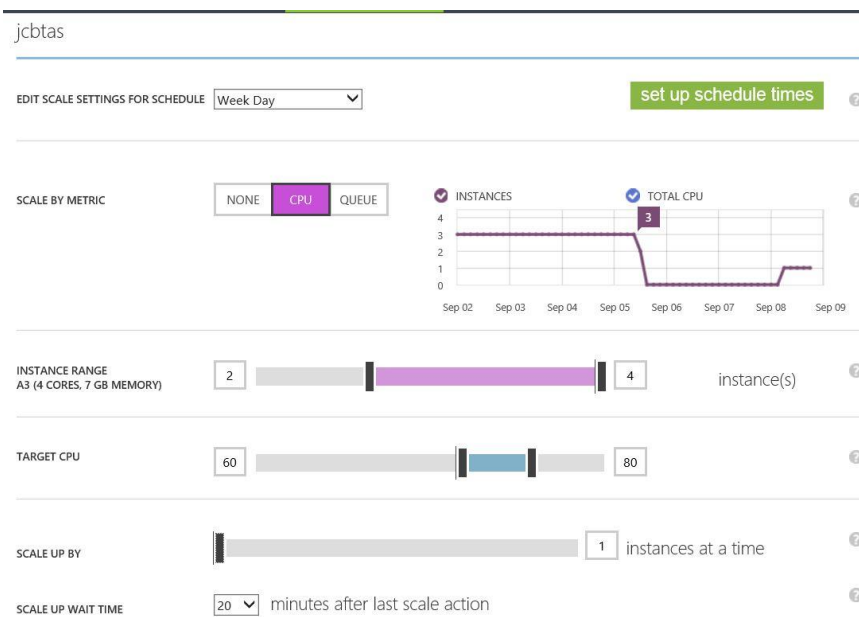 jcbtas
EDIT SCALE SETTINGS FOR SCHEDULE Week Day set up schedule times ?
SCALE BY METRIC NONE CPU QUEUE ?
INSTANCES TOTAL CPU
3
4
3
2
1
0
Sep 02 Sep 03 Sep 04 Sep 05 Sep 06 Sep 07 Sep 08 Sep 09
INSTANCE RANGE
A3 (4 CORES, 7 GB MEMORY) 2 4 instance(s) ?
TARGET CPU 60 80 ?
SCALE UP BY 1 instances at a time ?
SCALE UP WAIT TIME 20 minutes after last scale action ?